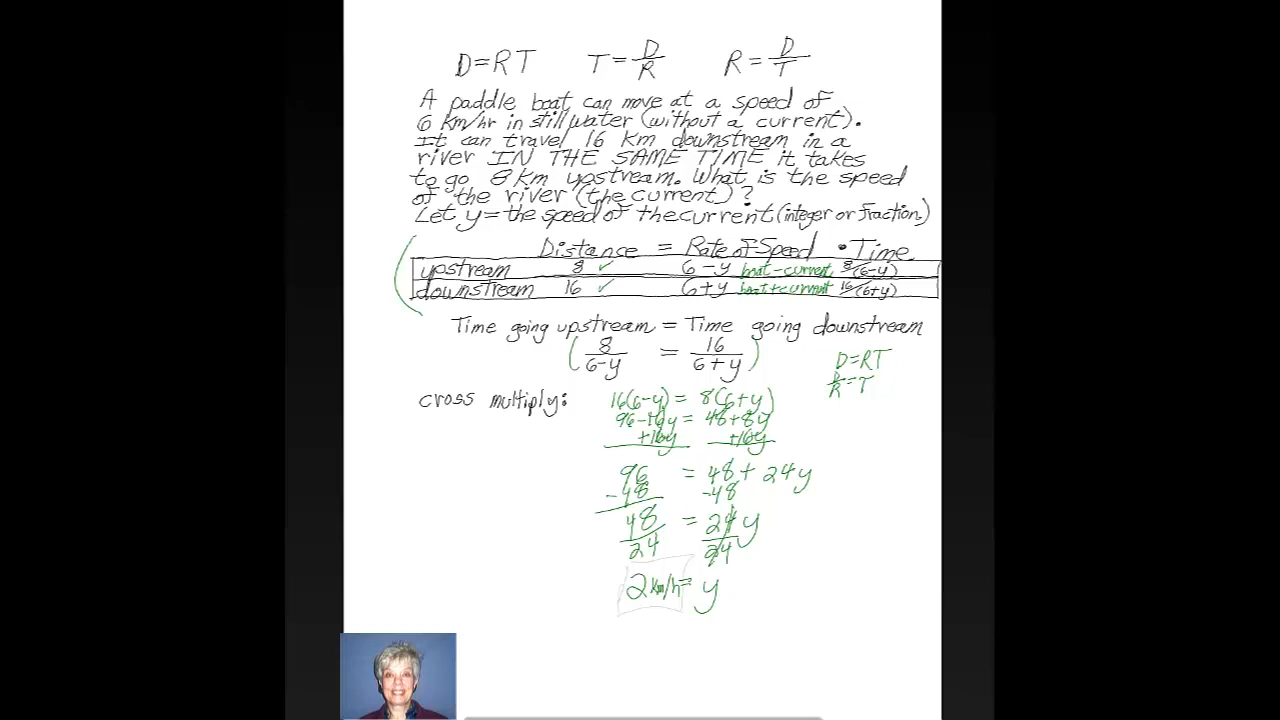 D=RT T=D/R R=D/T
A paddle boat can move at a speed of
6 km/hr in still water (without a current).
It can travel 16 km downstream in a
river IN THE SAME TIME it takes
to go 8 km upstream. What is the speed
of the river (the current)?
Let y = the speed of the current (integer or fraction)
Distance = Rate of Speed • Time
upstream 8 ✓ 6-y boat-current 8/(6-y)
downstream 16 ✓ 6+y boat+current 16/(6+y)
Time going upstream = Time going downstream
(8/6-y = 16/6+y)
D=RT
D/R=T
cross multiply: 16(6-y) = 8(6+y)
96-16y = 48+8y
+16y +16y
96 = 48 + 24y
-48 -48
48/24 = 24y/24
2 km/h = y